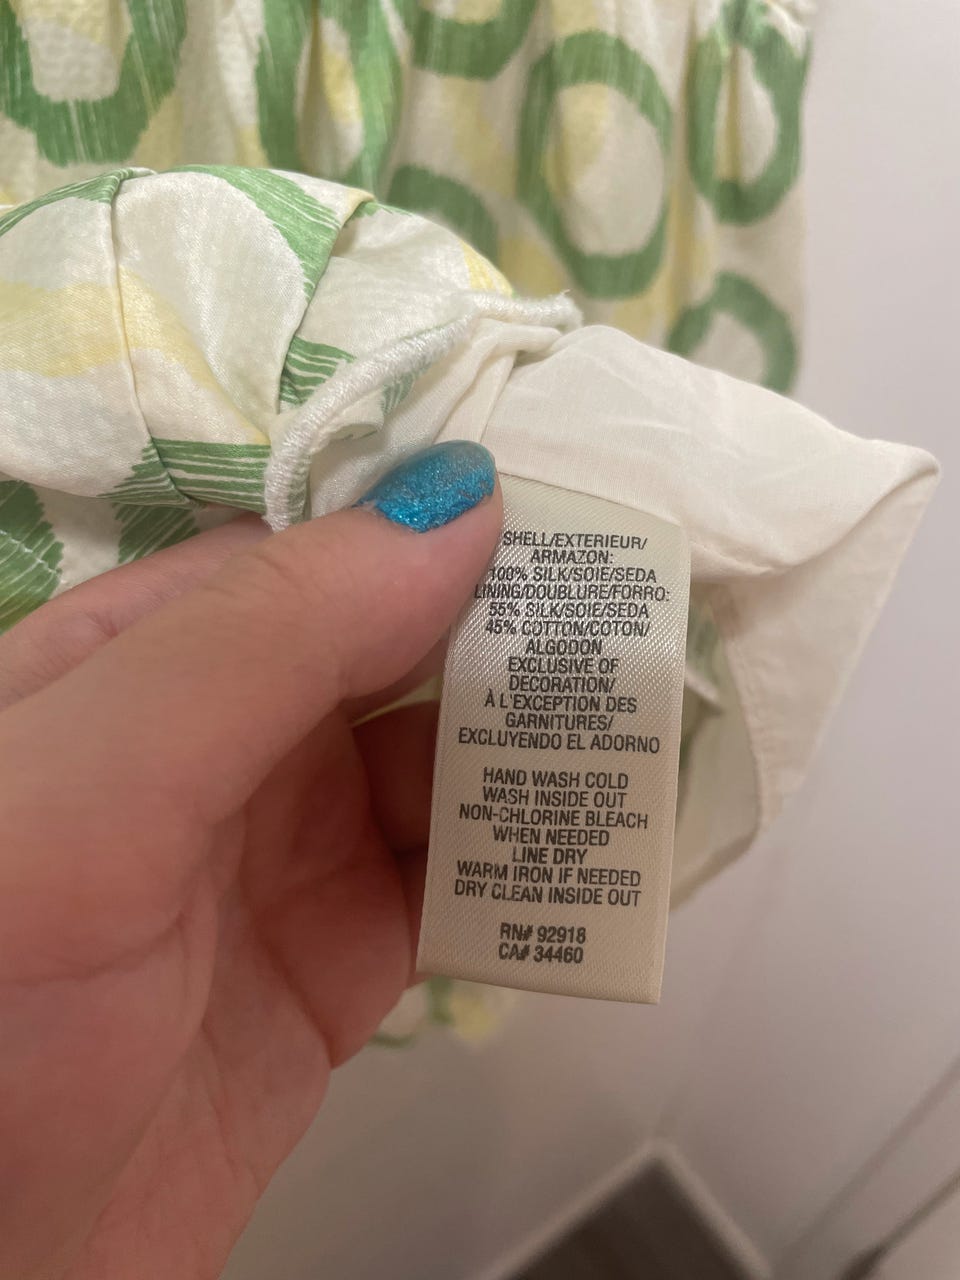 SHELL/EXTERIEUR/
ARMAZON:
100% SILK/SOIE/SEDA
LINING/DOUBLURE/FORRO:
55% SILK/SOIE/SEDA
45% COTTON/COTON/
ALGODON
EXCLUSIVE OF
DECORATION/
À L'EXCEPTION DES
GARNITURES/
EXCLUYENDO EL ADORNO
HAND WASH COLD
WASH INSIDE OUT
NON-CHLORINE BLEACH
WHEN NEEDED
LINE DRY
WARM IRON IF NEEDED
DRY CLEAN INSIDE OUT
RN# 92918
CA# 34460